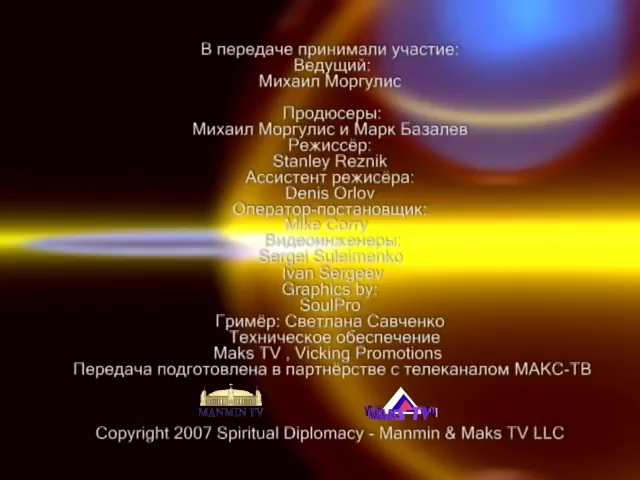 В передаче принимали участие:
Ведущий:
Михаил Моргулис
Продюсеры:
Михаил Моргулис и Марк Базалев
Режиссёр:
Stanley Reznik
Ассистент режисёра:
Denis Orlov
Оператор-постановщик:
Mike Corry
Видеоинженеры:
Sergei Suleimenko
Ivan Sergeev
Graphics by:
SoulPro
Гримёр: Светлана Савченко
Техническое обеспечение
Maks TV , Vicking Promotions
Передача подготовлена в партнёрстве с телеканалом МАКС-ТВ
MANMIN TV
MAKS TV
Copyright 2007 Spiritual Diplomacy - Manmin & Maks TV LLC